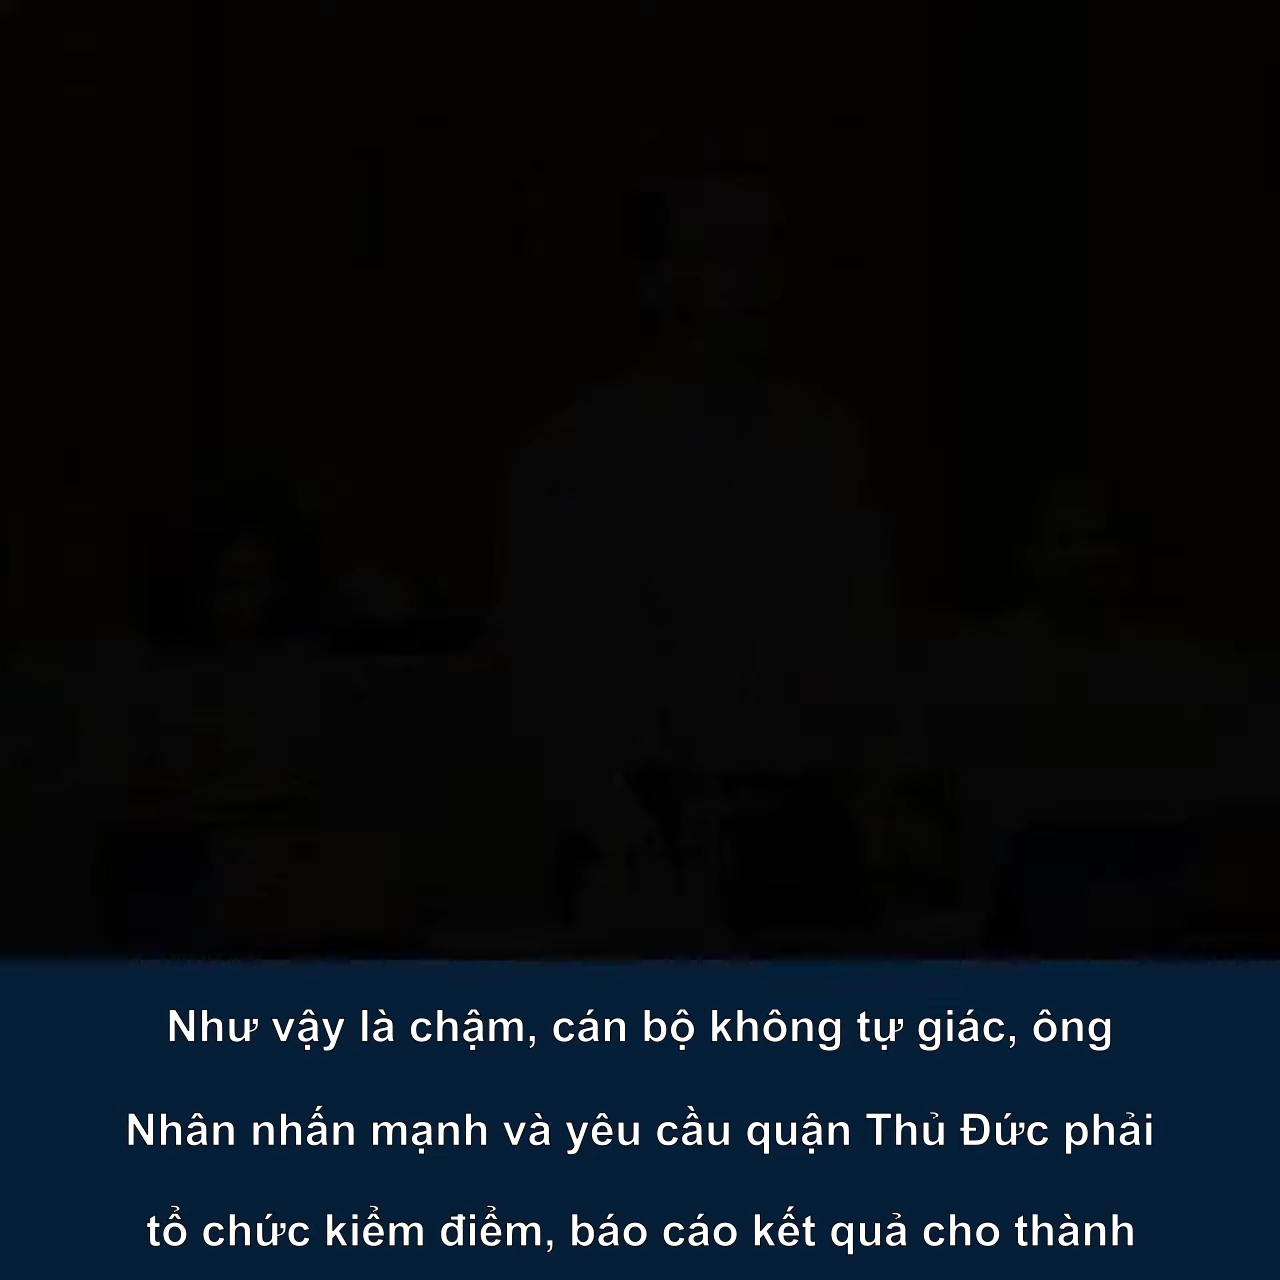 Như vậy là chậm, cán bộ không tự giác, ông
Nhân nhấn mạnh và yêu cầu quận Thủ Đức phải
tổ chức kiểm điểm, báo cáo kết quả cho thành